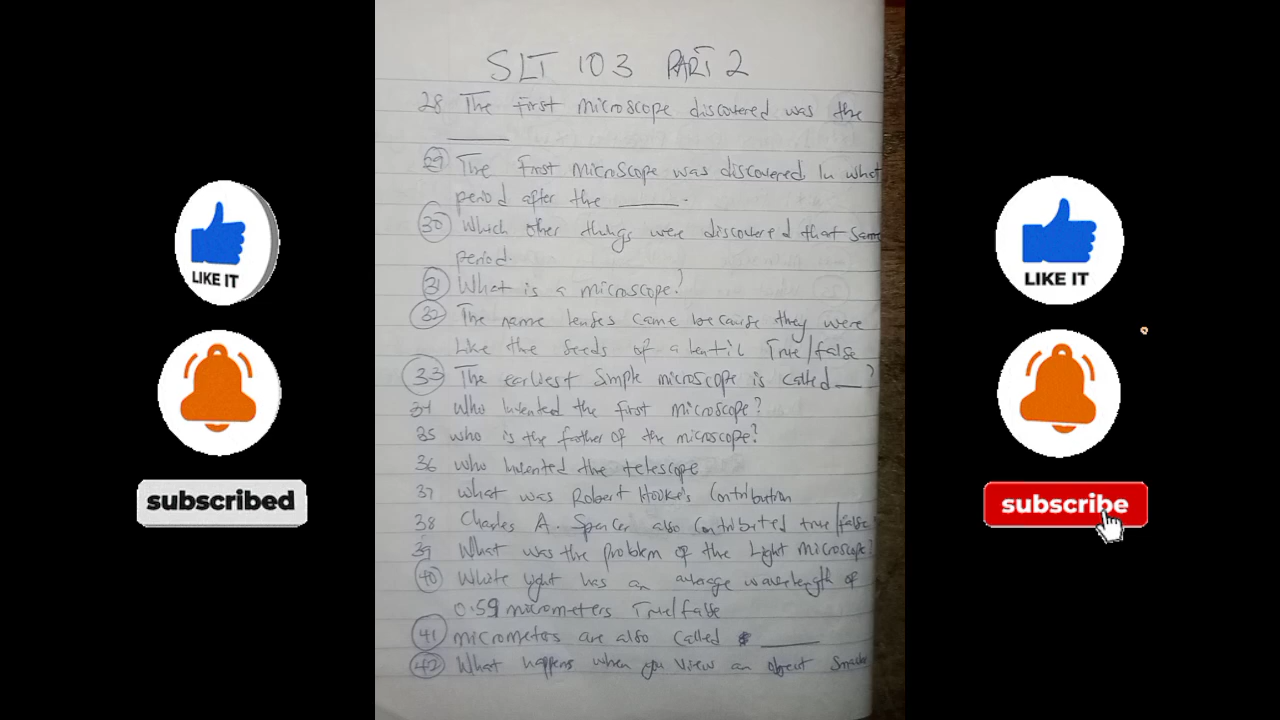 SLT 103 PART 2
28 The first microscope discovered was the
______
29 The First microscope was discovered in what
period after the ______.
30 Which other things were discovered that same
period.
31 What is a microscope?
32 The name lenses came because they were
like the seeds of a lentil True/false
33 The earliest Simple microscope is called __?
34 Who invented the first microscope?
35 who is the father of the microscope?
36 who invented the telescope
37 What was Robert Hooke's Contribution
38 Charles A. Spencer also contributed true/false
39 What was the problem of the Light microscope?
40 White light has an average wavelength of
0.55 micrometers True/false
41 micrometers are also called ______
42 What happens when you view an object smaller
LIKE IT
subscribed
LIKE IT
subscribe